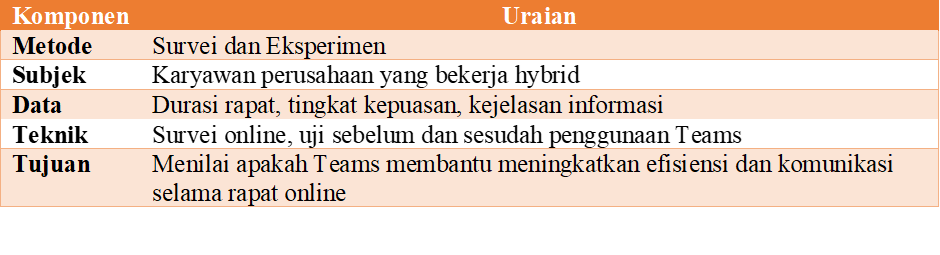 Komponen Uraian
Metode Survei dan Eksperimen
Subjek Karyawan perusahaan yang bekerja hybrid
Data Durasi rapat, tingkat kepuasan, kejelasan informasi
Teknik Survei online, uji sebelum dan sesudah penggunaan Teams
Tujuan Menilai apakah Teams membantu meningkatkan efisiensi dan komunikasi
selama rapat online